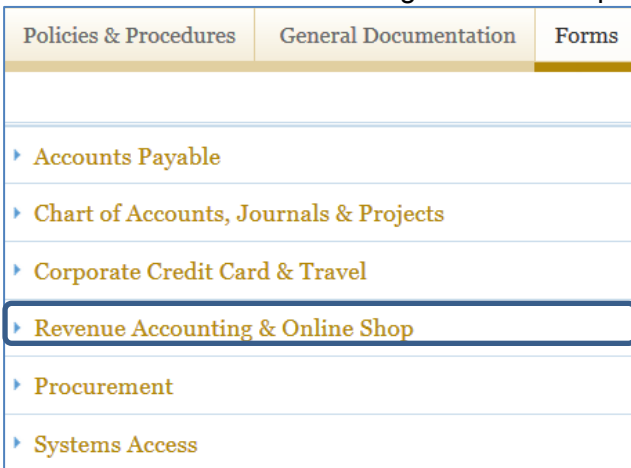 Policies & Procedures General Documentation Forms
Accounts Payable
Chart of Accounts, Journals & Projects
Corporate Credit Card & Travel
Revenue Accounting & Online Shop
Procurement
Systems Access